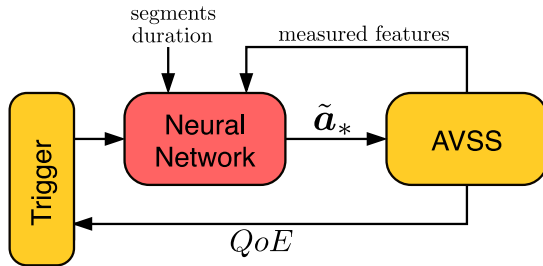 segments
duration
measured features
Trigger
Neural
Network
ã*
AVSS
QoE